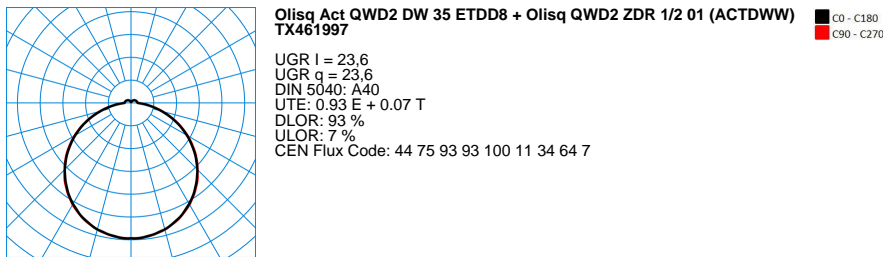 Olisq Act QWD2 DW 35 ETDD8 + Olisq QWD2 ZDR 1/2 01 (ACTDWW)
TX461997
C0 - C180
C90 - C270
UGR l = 23,6
UGR q = 23,6
DIN 5040: A40
UTE: 0.93 E + 0.07 T
DLOR: 93 %
ULOR: 7 %
CEN Flux Code: 44 75 93 93 100 11 34 64 7